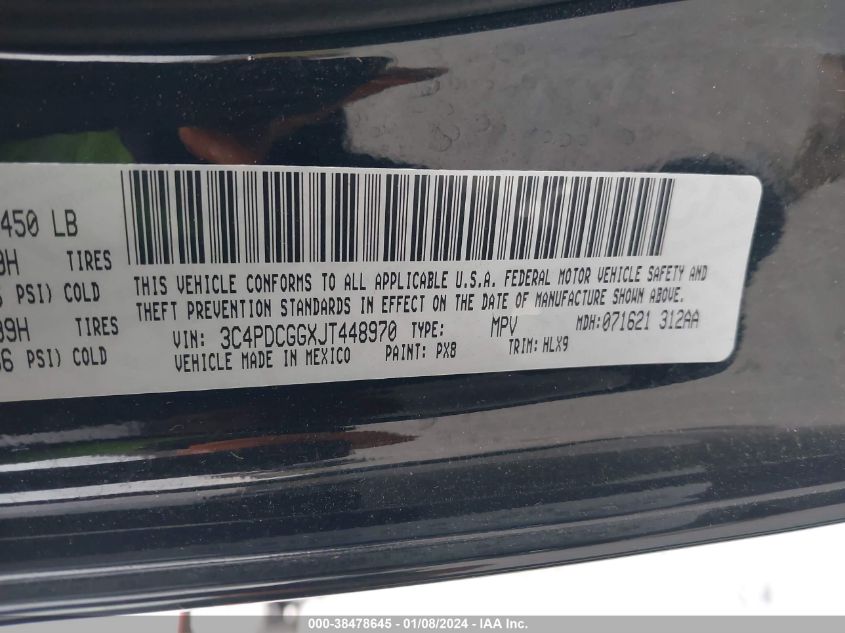 450 LB
TIRES
PSI) COLD
TIRES
PSI) COLD
THIS VEHICLE CONFORMS TO ALL APPLICABLE U.S.A. FEDERAL MOTOR VEHICLE SAFETY AND
THEFT PREVENTION STANDARDS IN EFFECT ON THE DATE OF MANUFACTURE SHOWN ABOVE.
VIN: 3C4PDCGGXJT448970 TYPE: MPV MDH:071621 312AA
VEHICLE MADE IN MEXICO PAINT: PX8 TRIM: HLX9
000-38478645 - 01/08/2024 - IAA Inc.